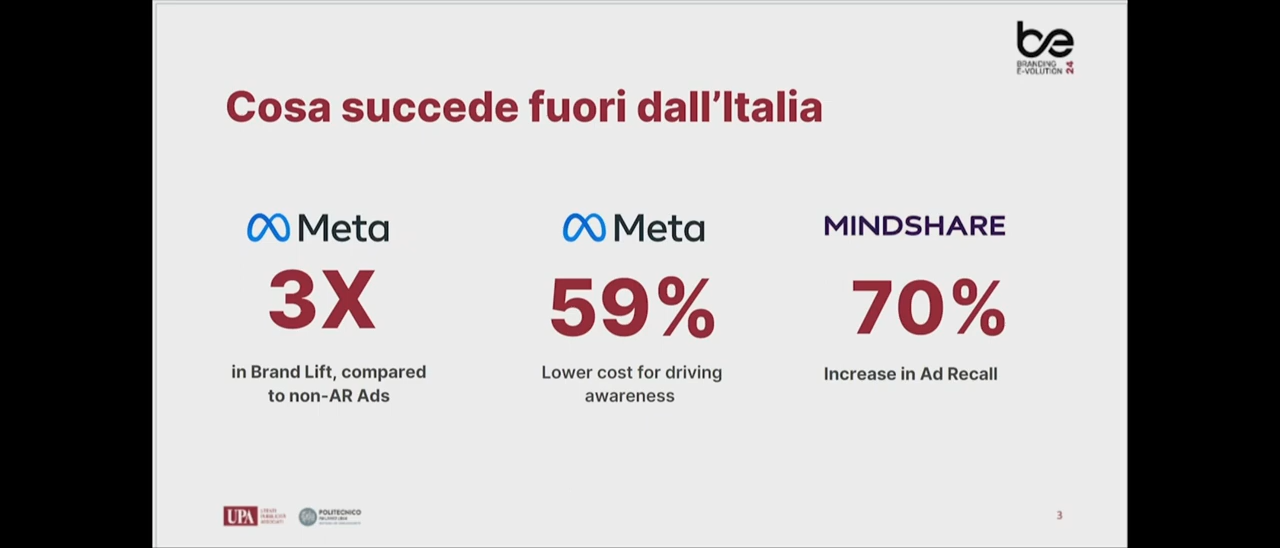 be
BRANDING
E-VOLUTION 24
Cosa succede fuori dall'Italia
Meta
3X
in Brand Lift, compared
to non-AR Ads
Meta
59%
Lower cost for driving
awareness
MINDSHARE
70%
Increase in Ad Recall
UPA
POLITECNICO
3